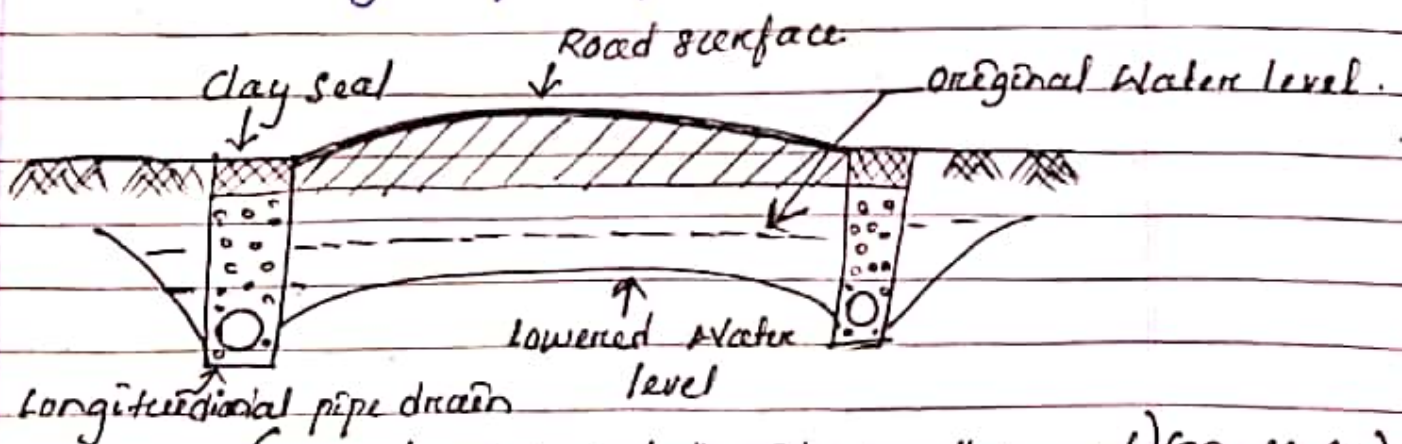 Road surface
Clay seal
original Water level.
Lowered Water
level
Longitudinal pipe drain